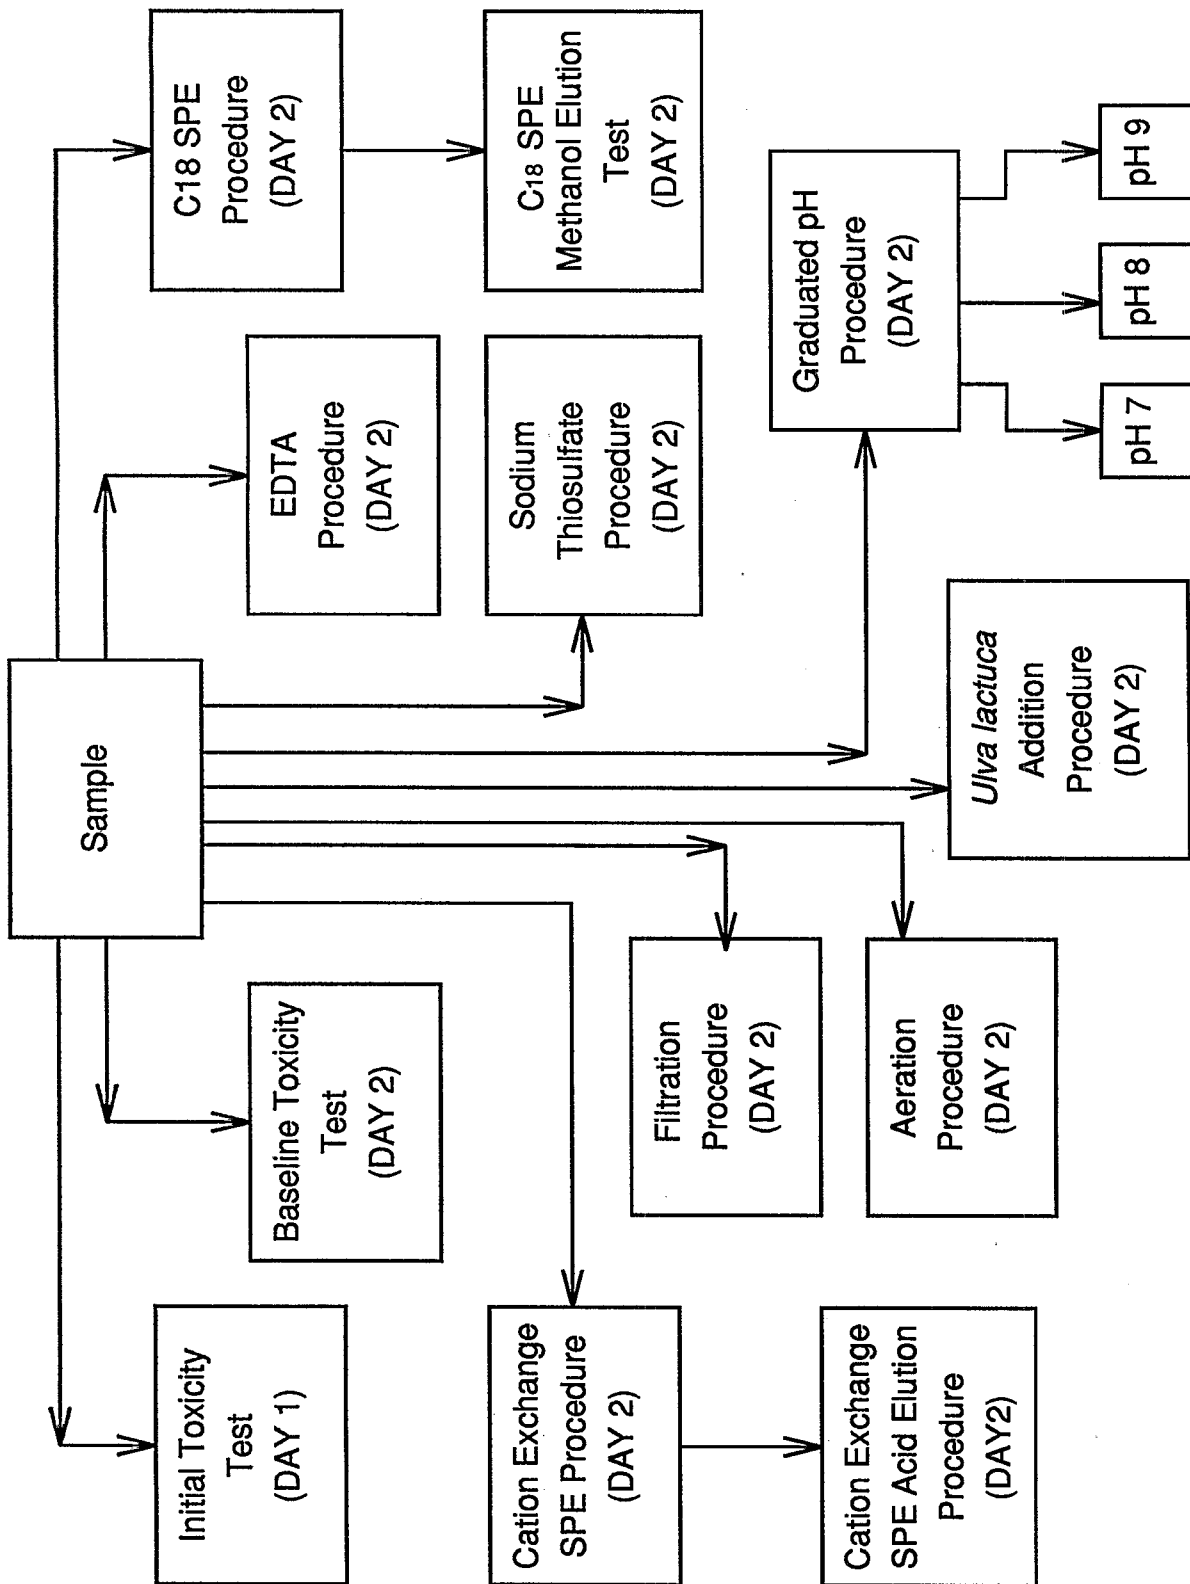 Sample
Initial Toxicity
Test
(DAY 1)
Baseline Toxicity
Test
(DAY 2)
EDTA
Procedure
(DAY 2)
C18 SPE
Procedure
(DAY 2)
C18 SPE
Methanol Elution
Test
(DAY 2)
Cation Exchange
SPE Procedure
(DAY 2)
Cation Exchange
SPE Acid Elution
Procedure
(DAY2)
Filtration
Procedure
(DAY 2)
Aeration
Procedure
(DAY 2)
Ulva lactuca
Addition
Procedure
(DAY 2)
Sodium
Thiosulfate
Procedure
(DAY 2)
Graduated pH
Procedure
(DAY 2)
pH 7
pH 8
pH 9